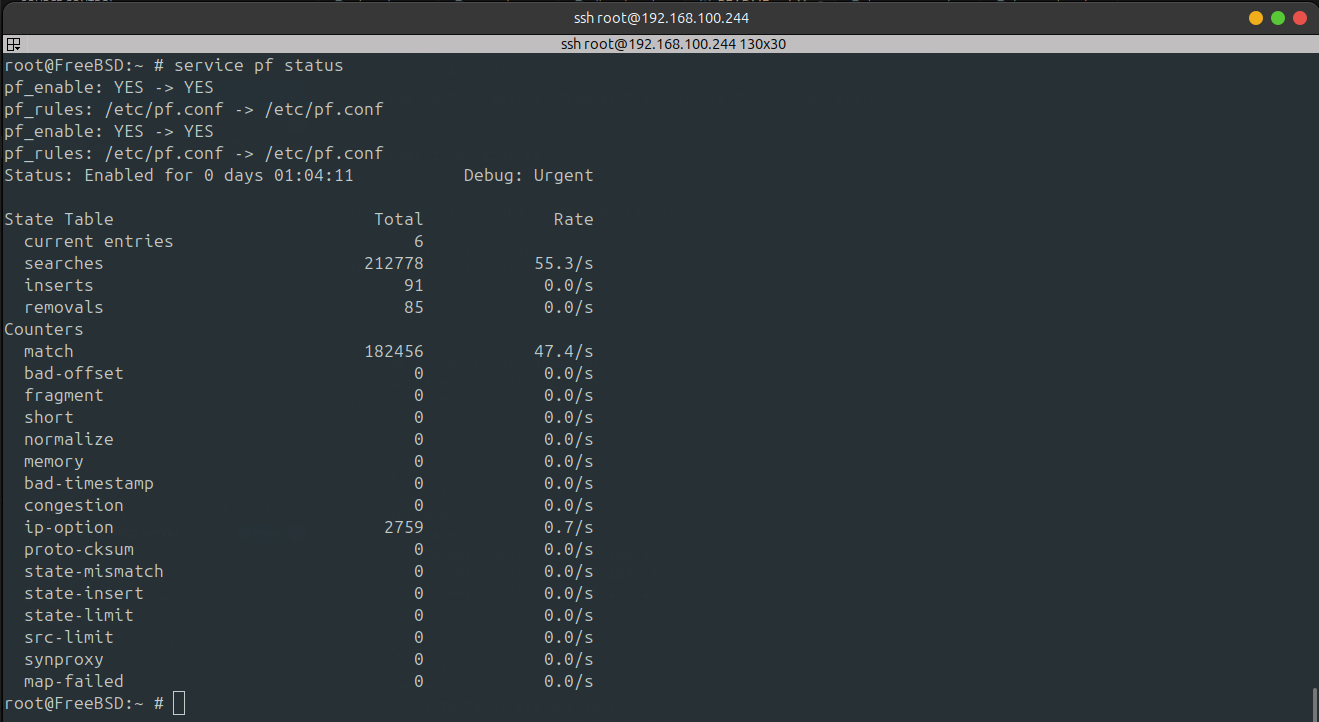 ssh root@192.168.100.244
ssh root@192.168.100.244 130x30
root@FreeBSD:~ # service pf status
pf_enable: YES -> YES
pf_rules: /etc/pf.conf -> /etc/pf.conf
pf_enable: YES -> YES
pf_rules: /etc/pf.conf -> /etc/pf.conf
Status: Enabled for 0 days 01:04:11 Debug: Urgent
State Table Total Rate
current entries 6
searches 212778 55.3/s
inserts 91 0.0/s
removals 85 0.0/s
Counters
match 182456 47.4/s
bad-offset 0 0.0/s
fragment 0 0.0/s
short 0 0.0/s
normalize 0 0.0/s
memory 0 0.0/s
bad-timestamp 0 0.0/s
congestion 0 0.0/s
ip-option 2759 0.7/s
proto-cksum 0 0.0/s
state-mismatch 0 0.0/s
state-insert 0 0.0/s
state-limit 0 0.0/s
src-limit 0 0.0/s
synproxy 0 0.0/s
map-failed 0 0.0/s
root@FreeBSD:~ #